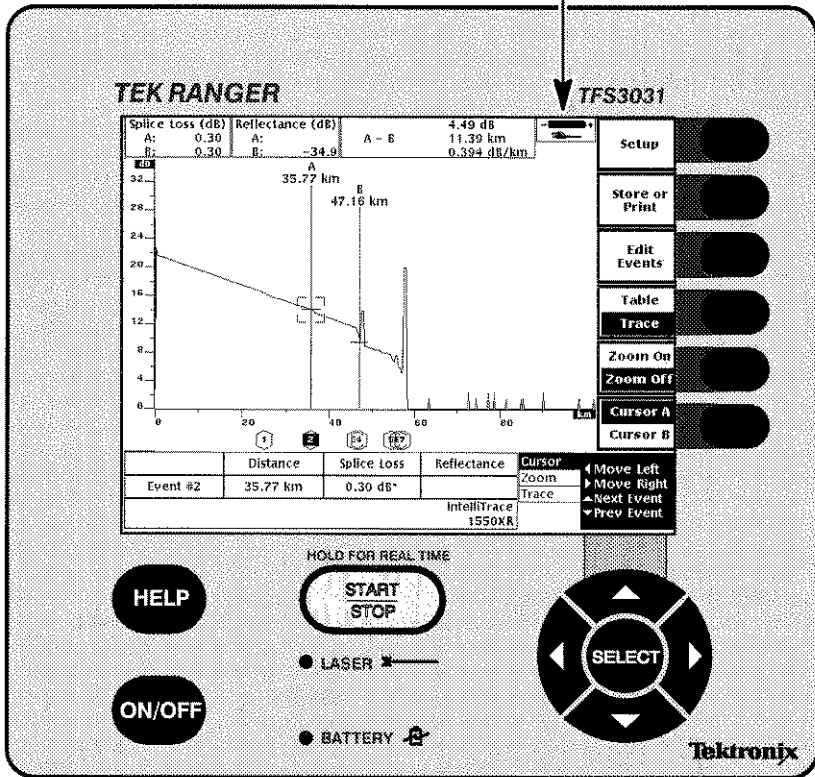 TEK RANGER TFS3031
Splice Loss (dB) Reflectance (dB) 4.49 dB
A: 0.30 A: A - B 11.39 km
B: 0.30 B: -34.9 0.394 dB/km
Setup
Store or
Print
Edit
Events
Table
Trace
Zoom On
Zoom Off
Cursor A
Cursor B
dB
A
35.77 km
B
47.16 km
32
28
24
20
16
12
8
4
0
0 20 40 60 80 km
1 2
Distance Splice Loss Reflectance
Event #2 35.77 km 0.30 dB*
IntelliTrace
1550XR
Cursor
Zoom
Trace
Move Left
Move Right
Next Event
Prev Event
HOLD FOR REAL TIME
HELP
START
STOP
LASER
ON/OFF
BATTERY
SELECT
Tektronix